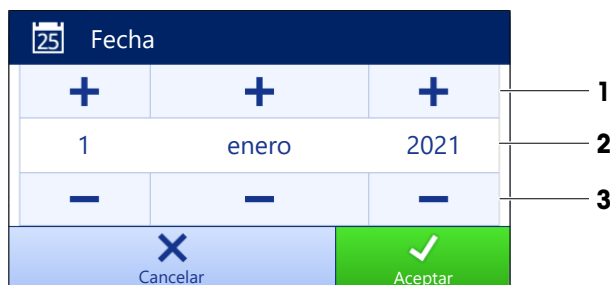 25 Fecha
+ + + 1
1 enero 2021 2
− − − 3
Cancelar Aceptar